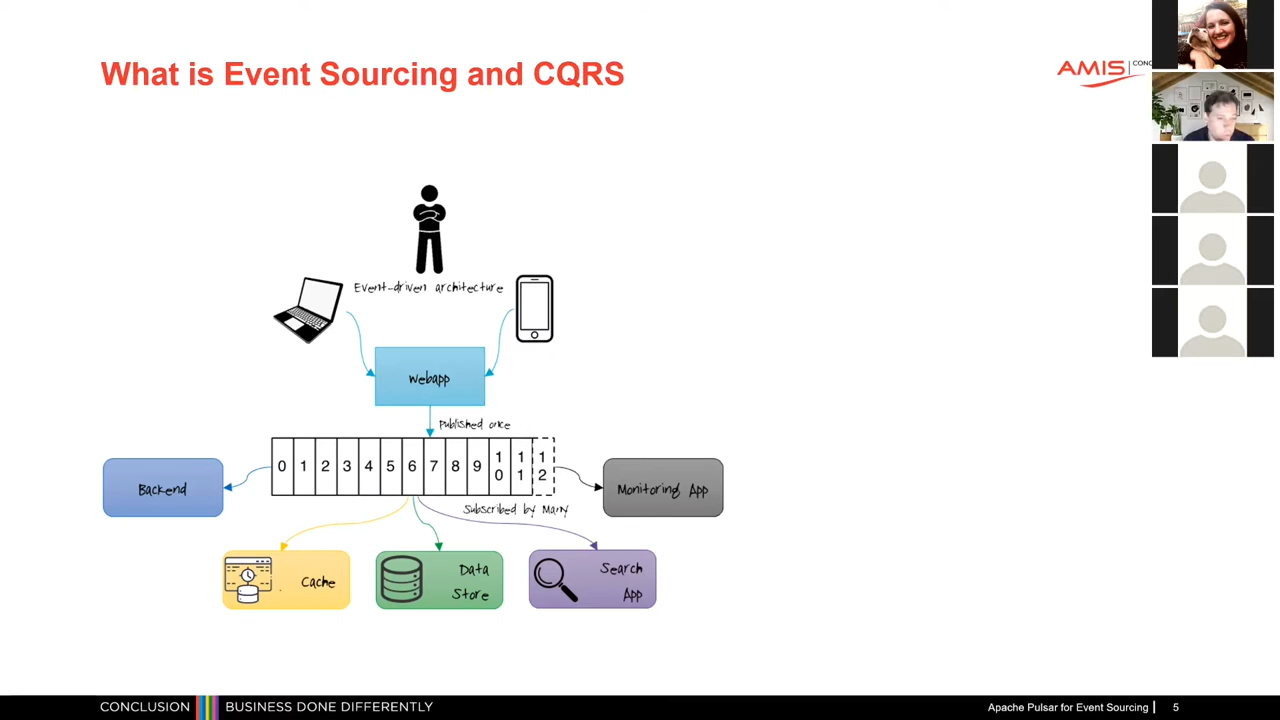 What is Event Sourcing and CQRS
AMIS
CONC
Event-driven architecture
Webapp
Published once
0 1 2 3 4 5 6 7 8 9 10 11 12
Backend
Monitoring App
Subscribed by Many
Cache
Data
Store
Search
App
CONCLUSION
BUSINESS DONE DIFFERENTLY
Apache Pulsar for Event Sourcing
5